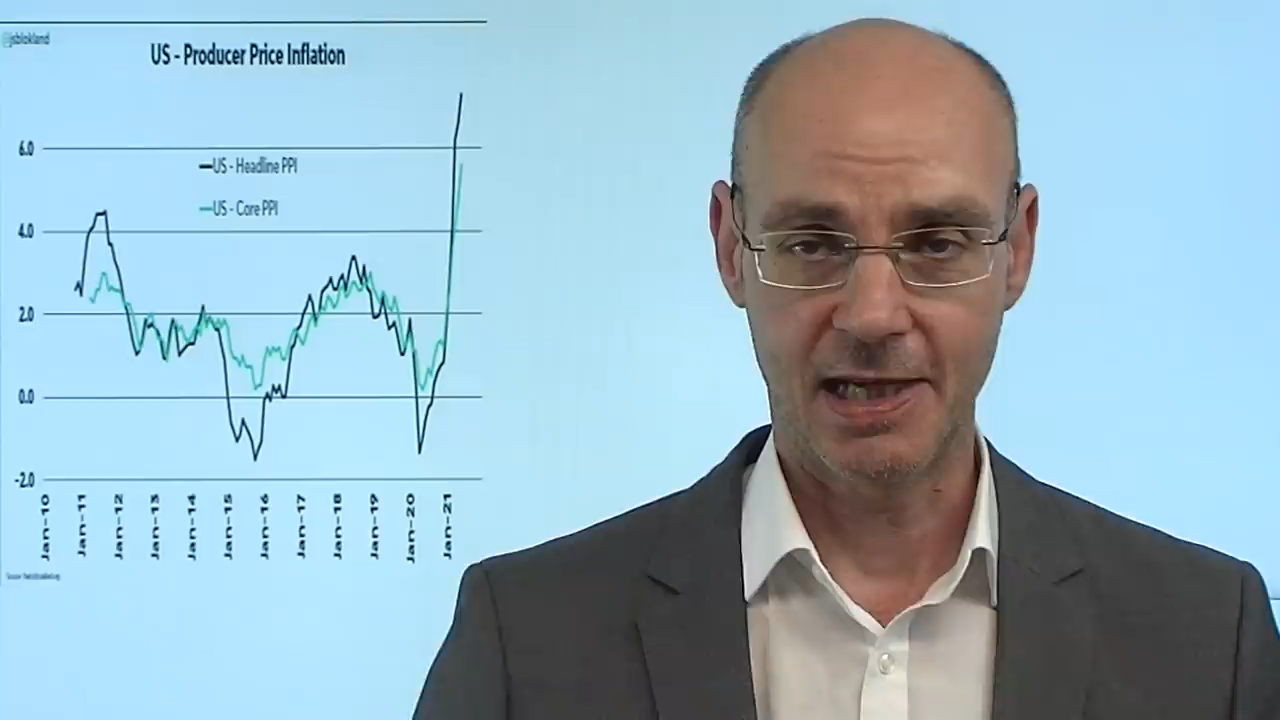 @jsblokland
US - Producer Price Inflation
6.0
US - Headline PPI
US - Core PPI
4.0
2.0
0.0
-2.0
Jan-10
Jan-11
Jan-12
Jan-13
Jan-14
Jan-15
Jan-16
Jan-17
Jan-18
Jan-19
Jan-20
Jan-21